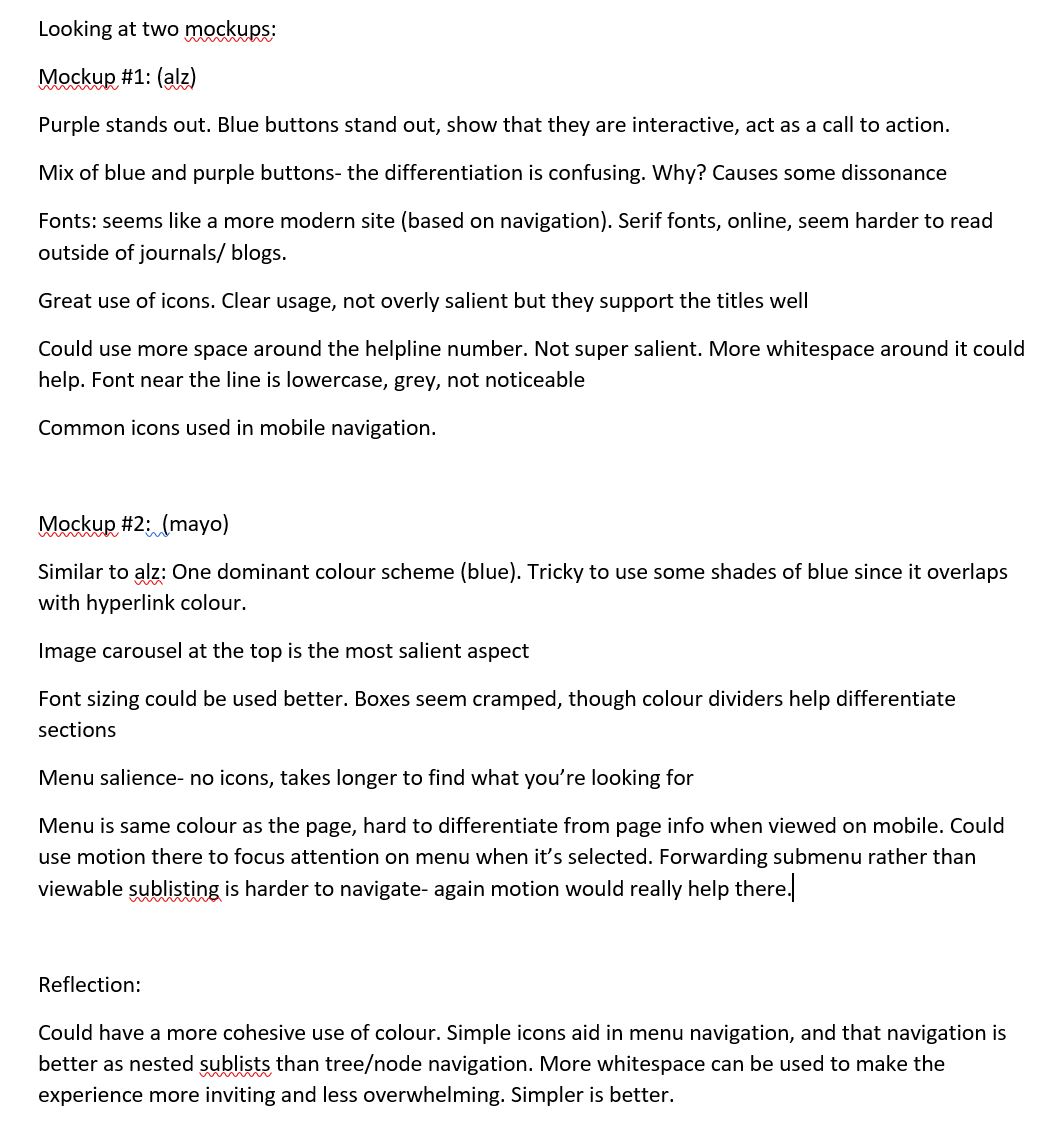 Looking at two mockups:
Mockup #1: (alz)
Purple stands out. Blue buttons stand out, show that they are interactive, act as a call to action.
Mix of blue and purple buttons- the differentiation is confusing. Why? Causes some dissonance
Fonts: seems like a more modern site (based on navigation). Serif fonts, online, seem harder to read
outside of journals/ blogs.
Great use of icons. Clear usage, not overly salient but they support the titles well
Could use more space around the helpline number. Not super salient. More whitespace around it could
help. Font near the line is lowercase, grey, not noticeable
Common icons used in mobile navigation.
Mockup #2:  (mayo)
Similar to alz: One dominant colour scheme (blue). Tricky to use some shades of blue since it overlaps
with hyperlink colour.
Image carousel at the top is the most salient aspect
Font sizing could be used better. Boxes seem cramped, though colour dividers help differentiate
sections
Menu salience- no icons, takes longer to find what you’re looking for
Menu is same colour as the page, hard to differentiate from page info when viewed on mobile. Could
use motion there to focus attention on menu when it’s selected. Forwarding submenu rather than
viewable sublisting is harder to navigate- again motion would really help there.
Reflection:
Could have a more cohesive use of colour. Simple icons aid in menu navigation, and that navigation is
better as nested sublists than tree/node navigation. More whitespace can be used to make the
experience more inviting and less overwhelming. Simpler is better.